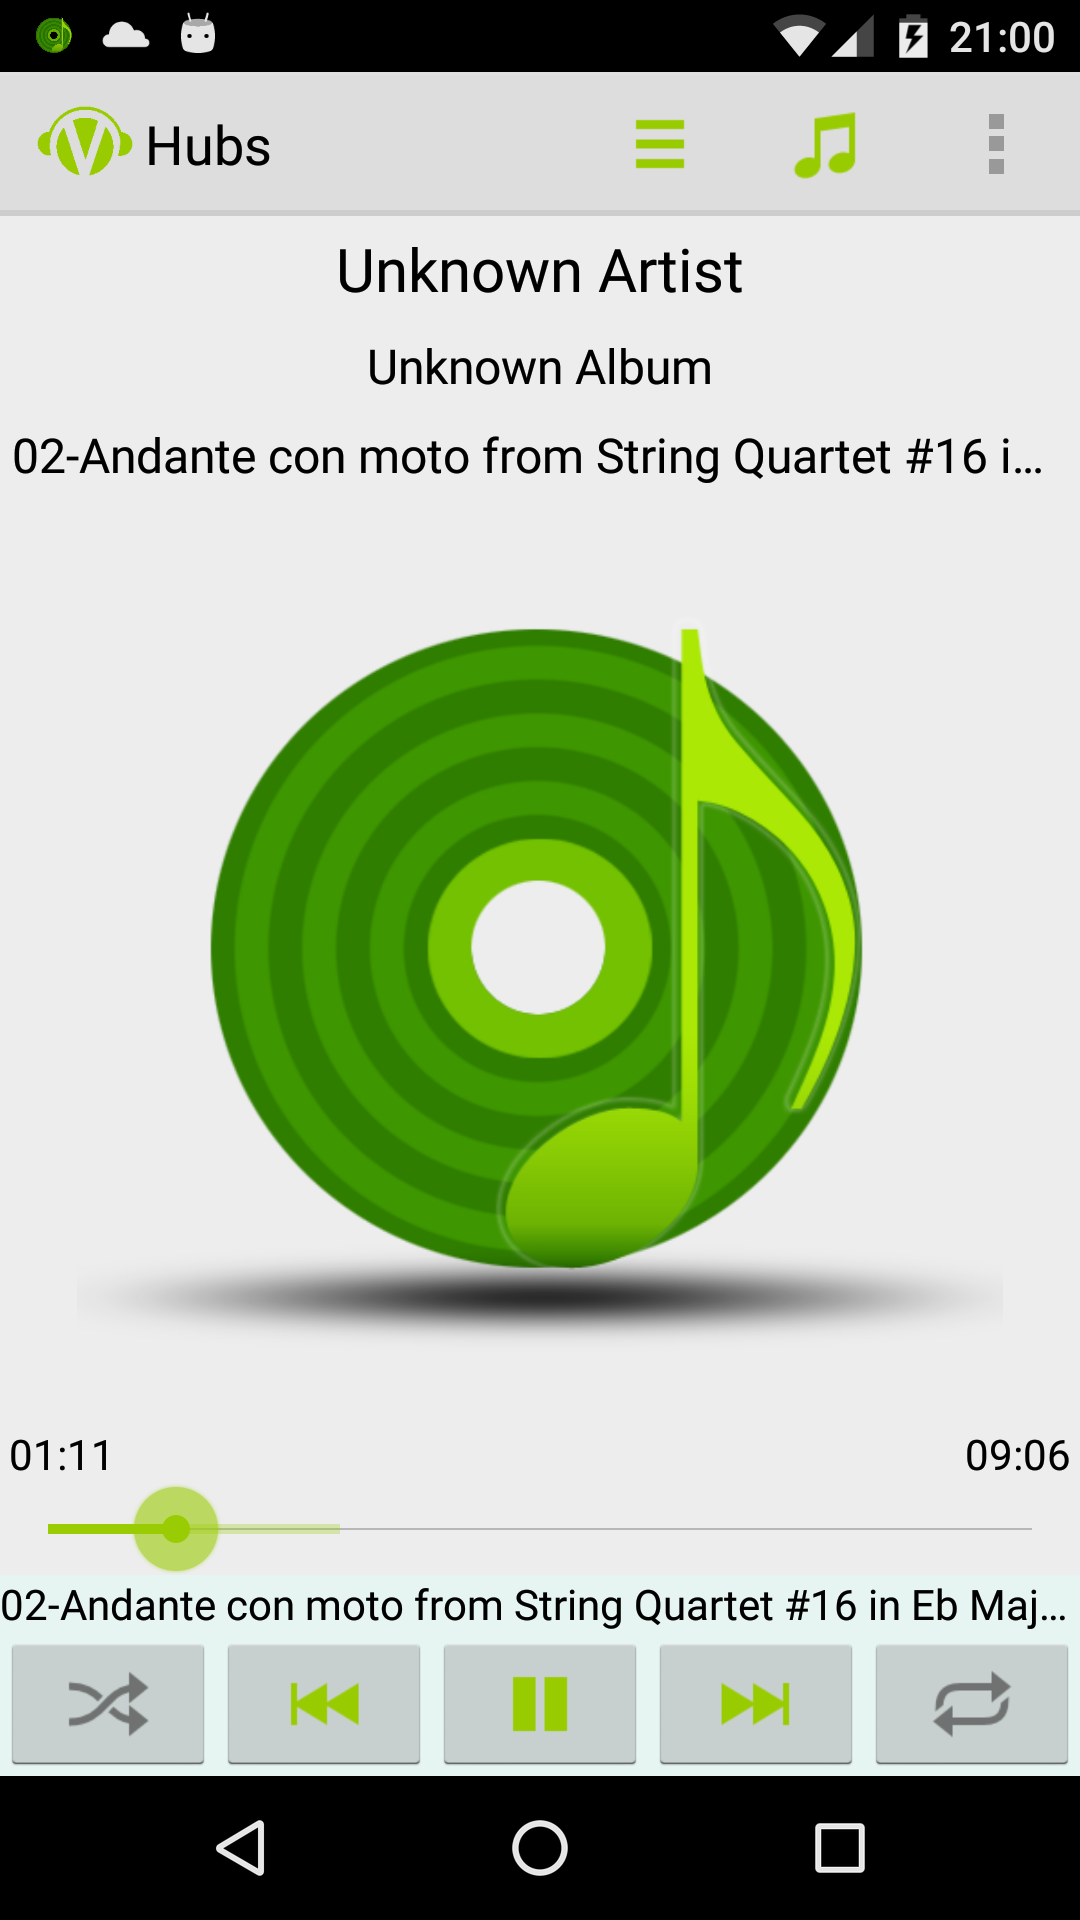 21:00
Hubs
Unknown Artist
Unknown Album
02-Andante con moto from String Quartet #16 i...
01:11
09:06
02-Andante con moto from String Quartet #16 in Eb Maj...